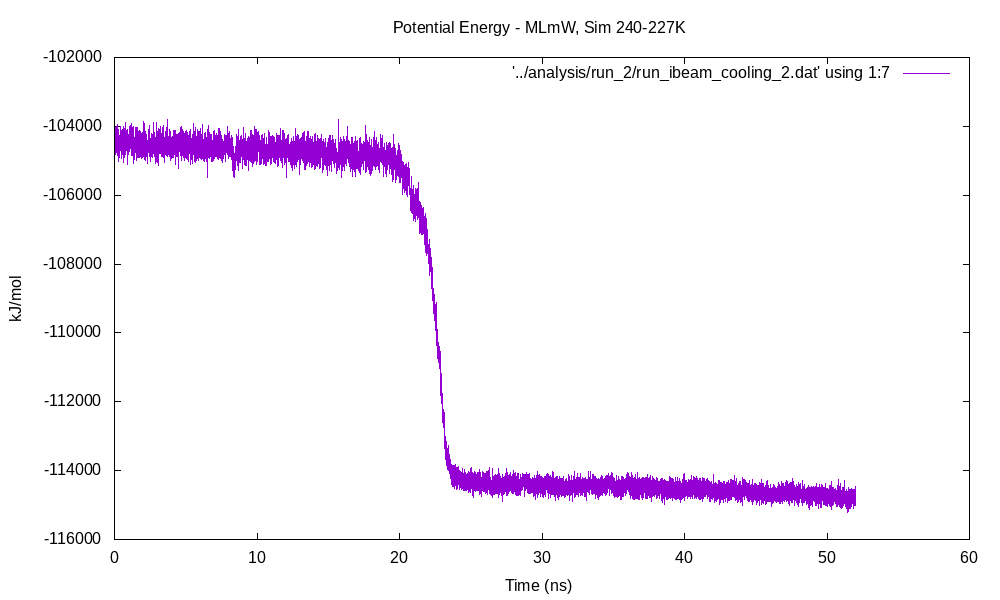 Potential Energy - MLmW, Sim 240-227K
'../analysis/run_2/run_ibeam_cooling_2.dat' using 1:7
-102000
-104000
-106000
-108000
-110000
-112000
-114000
-116000
kJ/mol
0 10 20 30 40 50 60
Time (ns)